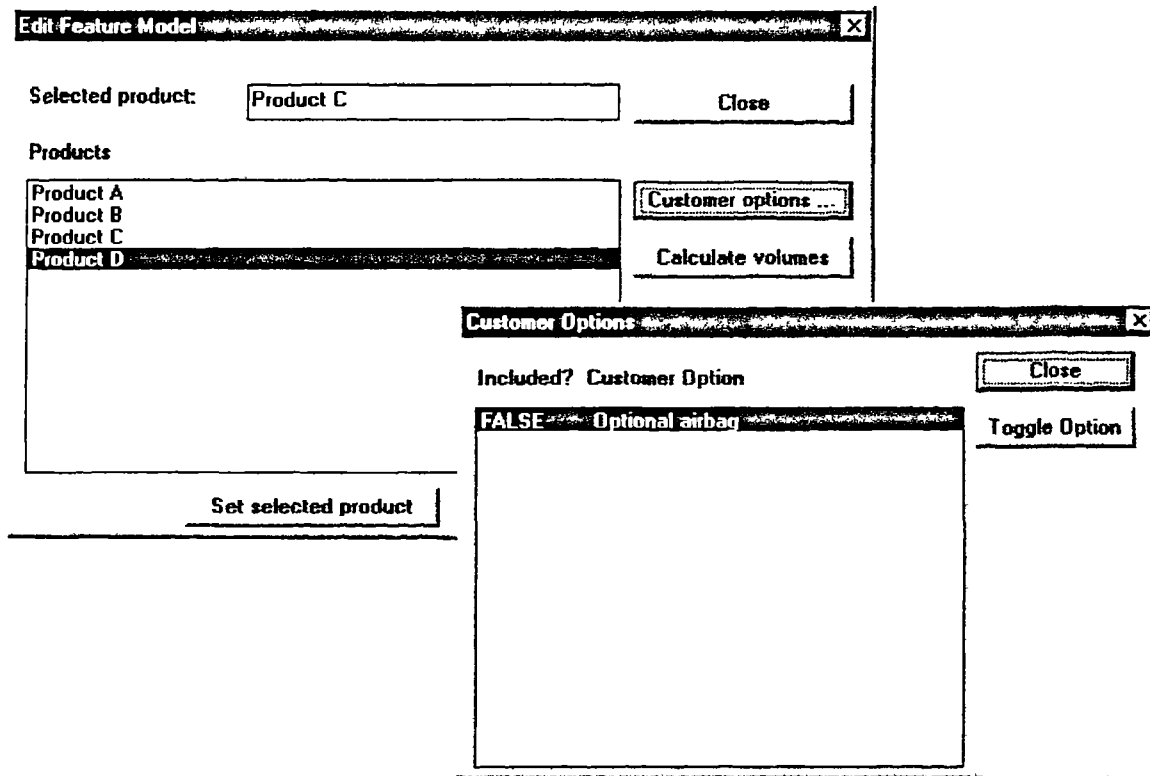 Edit Feature Model
Selected product: Product C Close
Products
Product A
Product B
Product C
Product D
Customer options ...
Calculate volumes
Set selected product
Customer Options
Included? Customer Option
Close
FALSE Optional airbag
Toggle Option